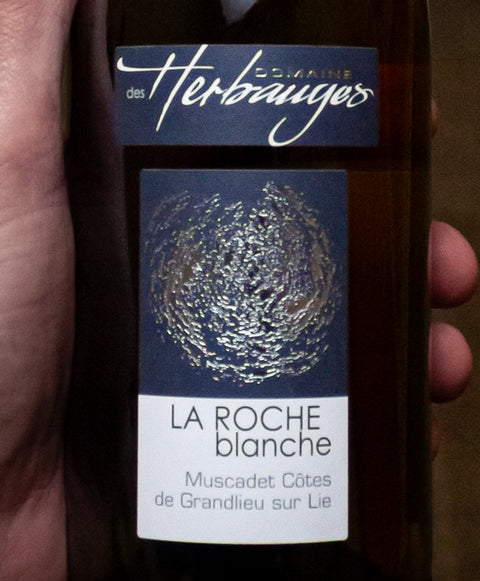 DOMAINE
des Herbauges
LA ROCHE
blanche
Muscadet Côtes
de Grandlieu sur Lie